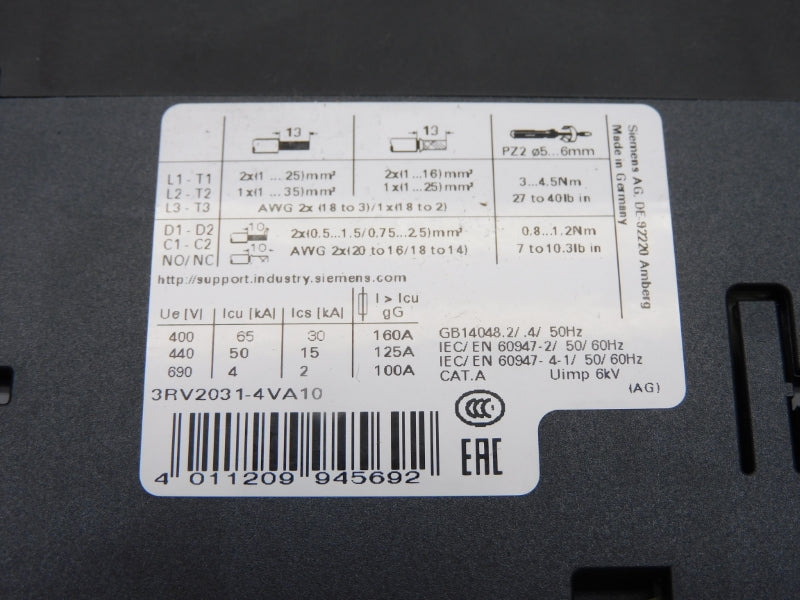 13
13
PZ2 ø5...6mm
L1 - T1
L2 - T2
L3 - T3
2x(1 ...25)mm²
1x(1 ...35)mm²
2x(1 ...16)mm²
1x(1 ...25)mm²
AWG 2x (18 to 3)/1x(18 to 2)
3...4.5Nm
27 to 40lb in
D1 - D2
C1 - C2
NO/ NC
10
10
2x(0.5...1.5/0.75...2.5)mm²
AWG 2x(20 to 16/18 to 14)
0.8...1.2Nm
7 to 10.3lb in
Siemens AG, DE-92220 Amberg
Made in Germany
http://support.industry.siemens.com
Ue [V] Icu [kA] Ics [kA] I > Icu gG
400 65 30 160A
440 50 15 125A
690 4 2 100A
GB14048.2/ .4/ 50Hz
IEC/ EN 60947-2/ 50/ 60Hz
IEC/ EN 60947- 4-1/ 50/ 60Hz
CAT.A Uimp 6kV
(AG)
3RV2031-4VA10
CCC
EAC
4 011209 945692